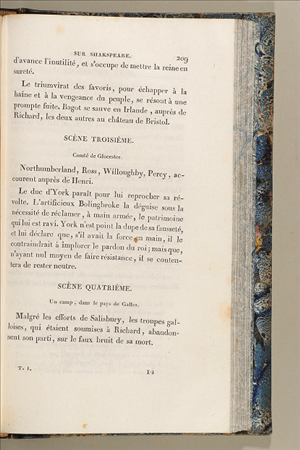 SUR SHAKSPEARE. 209
d'avance l'inutilité, et s'occupe de mettre la reine en
sureté.
Le triumvirat des favoris, pour échapper à la
haine et à la vengeance du peuple, se résout à une
prompte fuite. Bagot se sauve en Irlande, auprès de
Richard, les deux autres au château de Bristol.
SCÈNE TROISIÈME.
Comté de Glocester.
Northumberland, Ross, Willoughby, Percy, ac-
courent auprès de Henri.
Le duc d'York paraît pour lui reprocher sa ré-
volte. L'artificieux Bolingbroke la déguise sous la
nécessité de réclamer, à main armée, le patrimoine
qui lui est ravi. York n'est point la dupe de sa fausseté,
et lui déclare que, s'il avait la force en main, il le
contraindrait à implorer le pardon du roi; mais que,
n'ayant nul moyen de faire résistance, il se conten-
tera de rester neutre.
SCÈNE QUATRIÈME.
Un camp, dans le pays de Galles.
Malgré les efforts de Salisbury, les troupes gal-
loises, qui étaient soumises à Richard, abandon-
nent son parti, sur le faux bruit de sa mort.
T. I. 14